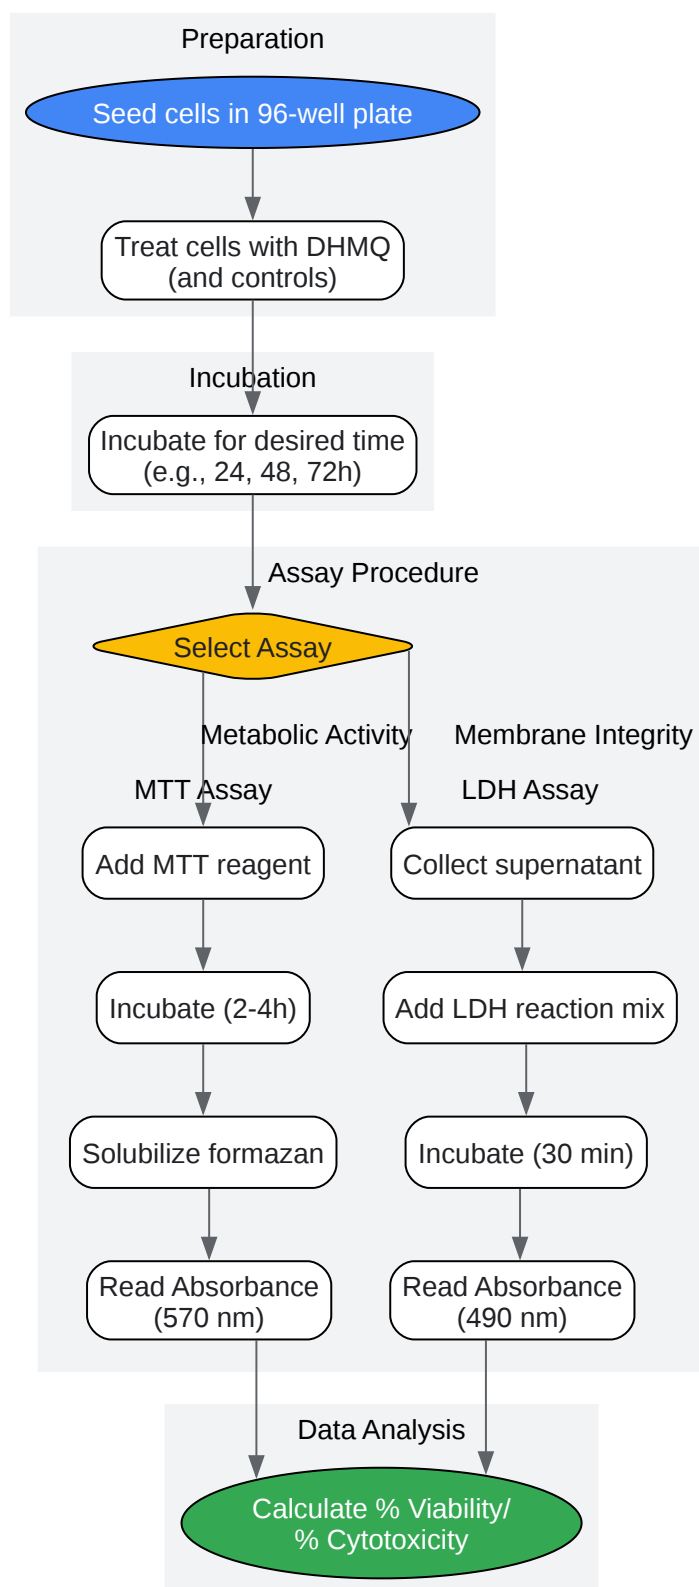 Preparation
Seed cells in 96-well plate
Treat cells with DHMQ
(and controls)
Incubation
Incubate for desired time
(e.g., 24, 48, 72h)
Assay Procedure
Select Assay
Metabolic Activity
Membrane Integrity
MTT Assay
LDH Assay
Add MTT reagent
Collect supernatant
Incubate (2-4h)
Add LDH reaction mix
Solubilize formazan
Incubate (30 min)
Read Absorbance
(570 nm)
Read Absorbance
(490 nm)
Data Analysis
Calculate % Viability/
% Cytotoxicity